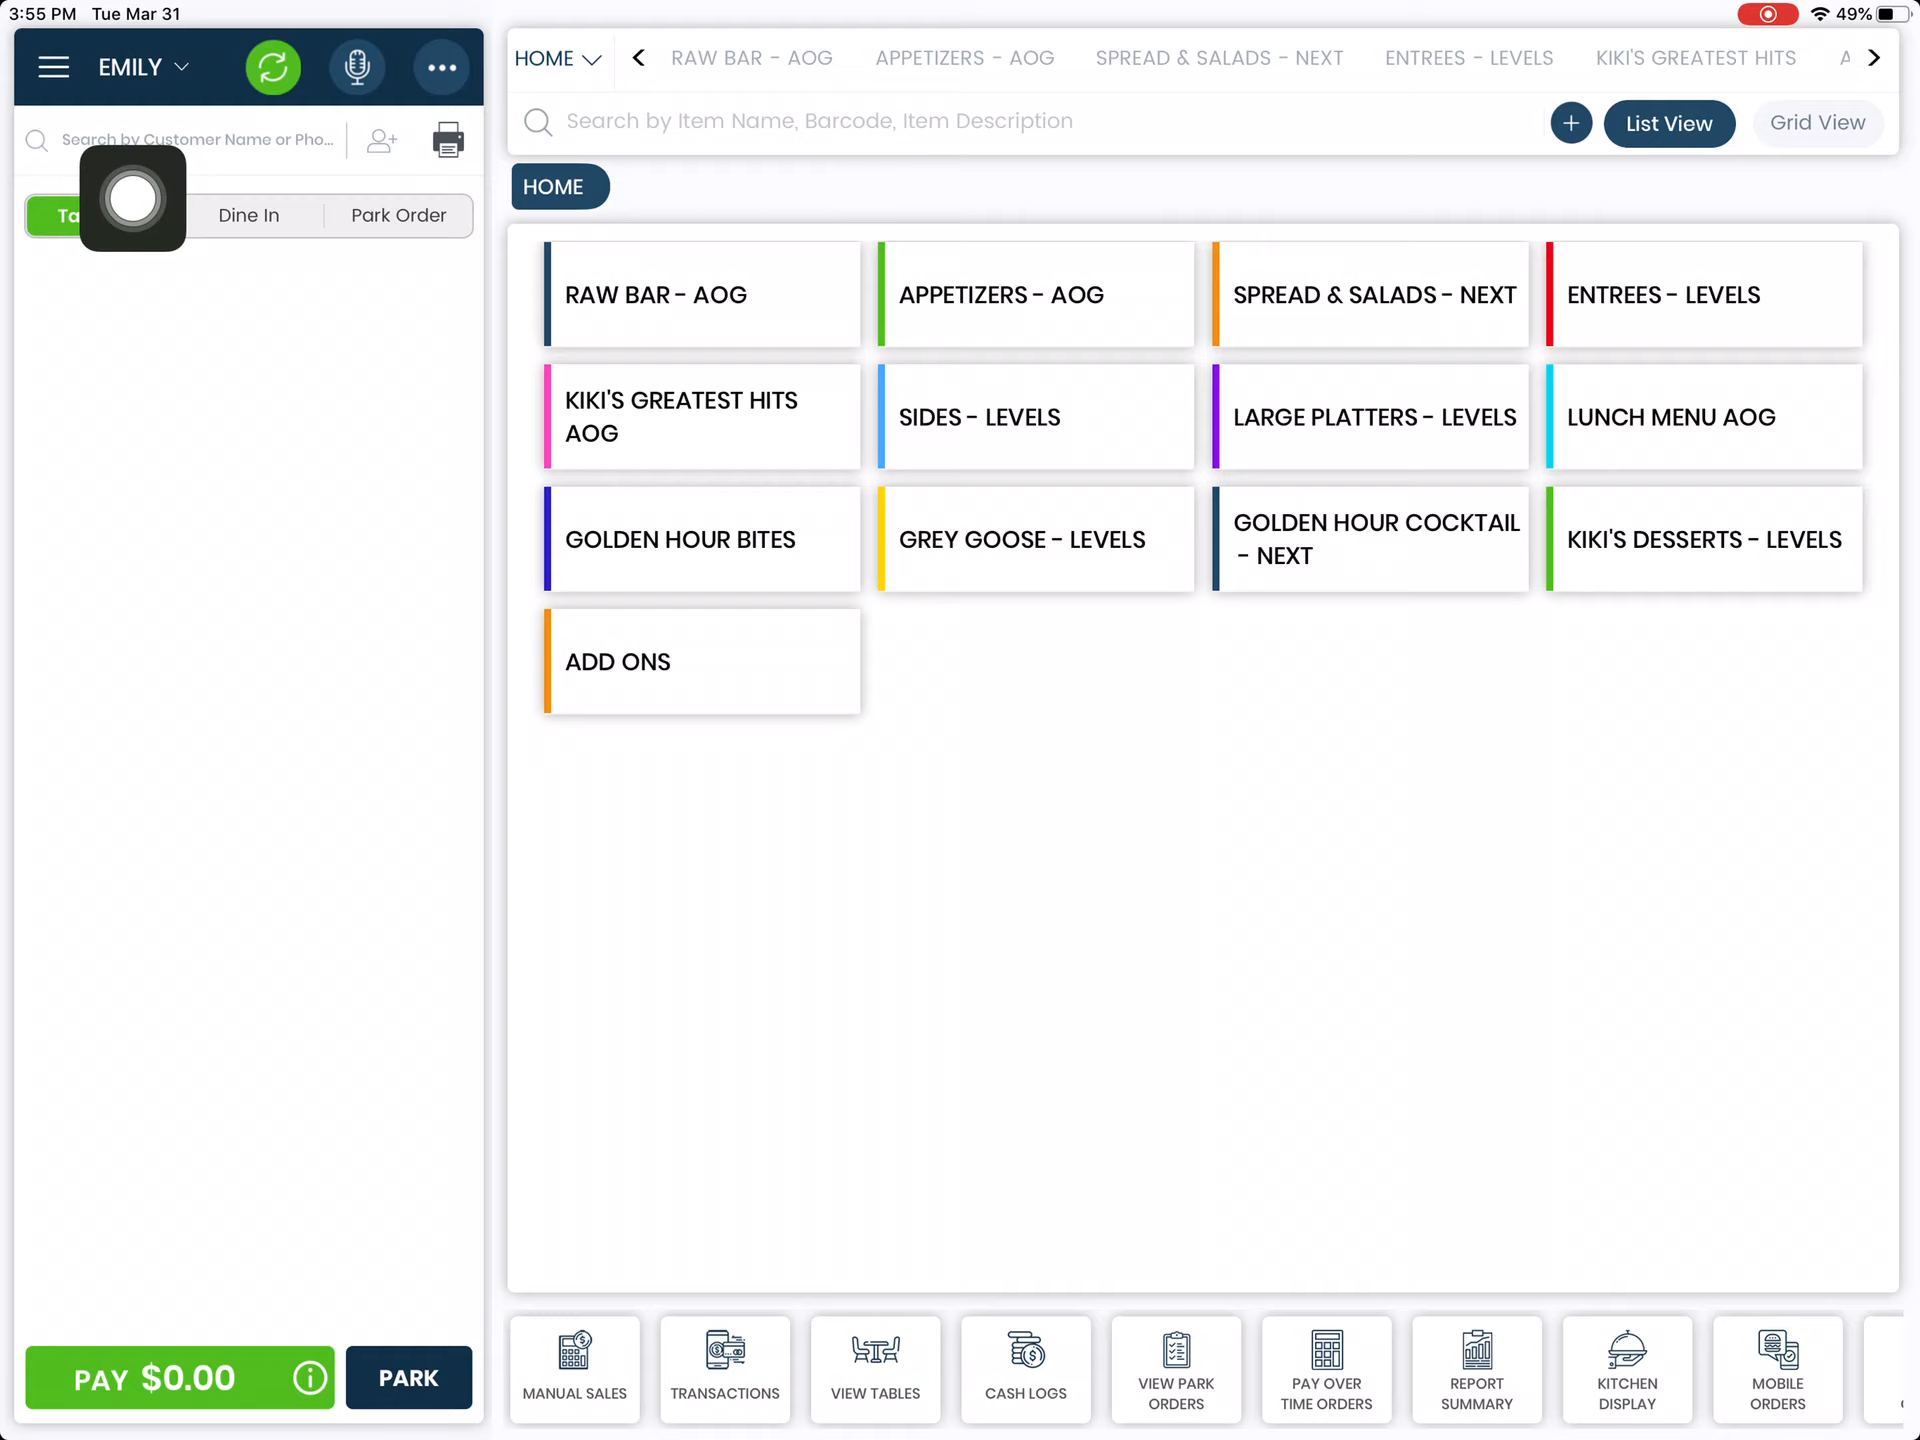 3:55 PM Tue Mar 31
49%
EMILY
HOME
RAW BAR - AOG
APPETIZERS - AOG
SPREAD & SALADS - NEXT
ENTREES - LEVELS
KIKI'S GREATEST HITS
Search by Customer Name or Pho...
Search by Item Name, Barcode, Item Description
List View
Grid View
HOME
Dine In
Park Order
RAW BAR - AOG
APPETIZERS - AOG
SPREAD & SALADS - NEXT
ENTREES - LEVELS
KIKI'S GREATEST HITS
AOG
SIDES - LEVELS
LARGE PLATTERS - LEVELS
LUNCH MENU AOG
GOLDEN HOUR BITES
GREY GOOSE - LEVELS
GOLDEN HOUR COCKTAIL
- NEXT
KIKI'S DESSERTS - LEVELS
ADD ONS
PAY $0.00
PARK
MANUAL SALES
TRANSACTIONS
VIEW TABLES
CASH LOGS
VIEW PARK
ORDERS
PAY OVER
TIME ORDERS
REPORT
SUMMARY
KITCHEN
DISPLAY
MOBILE
ORDERS